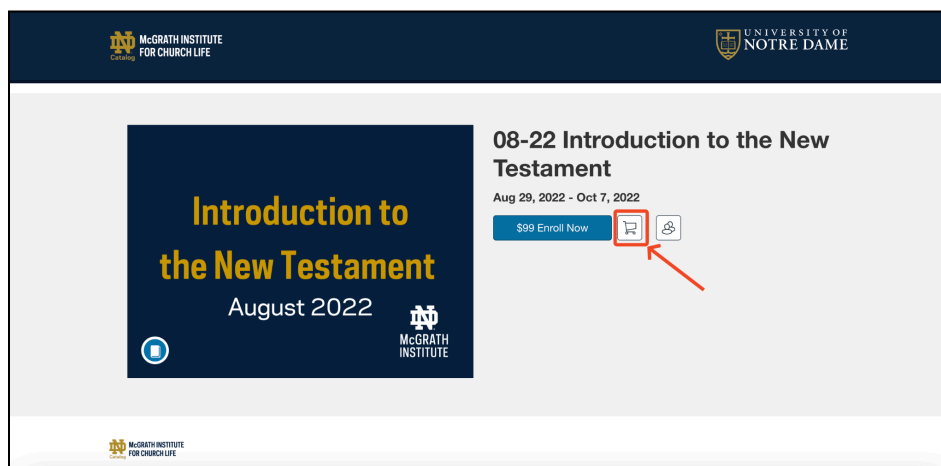 McGRATH INSTITUTE
FOR CHURCH LIFE
Catalog
UNIVERSITY OF
NOTRE DAME
Introduction to
the New Testament
August 2022
McGRATH
INSTITUTE
08-22 Introduction to the New
Testament
Aug 29, 2022 - Oct 7, 2022
$99 Enroll Now
McGRATH INSTITUTE
FOR CHURCH LIFE
Catalog